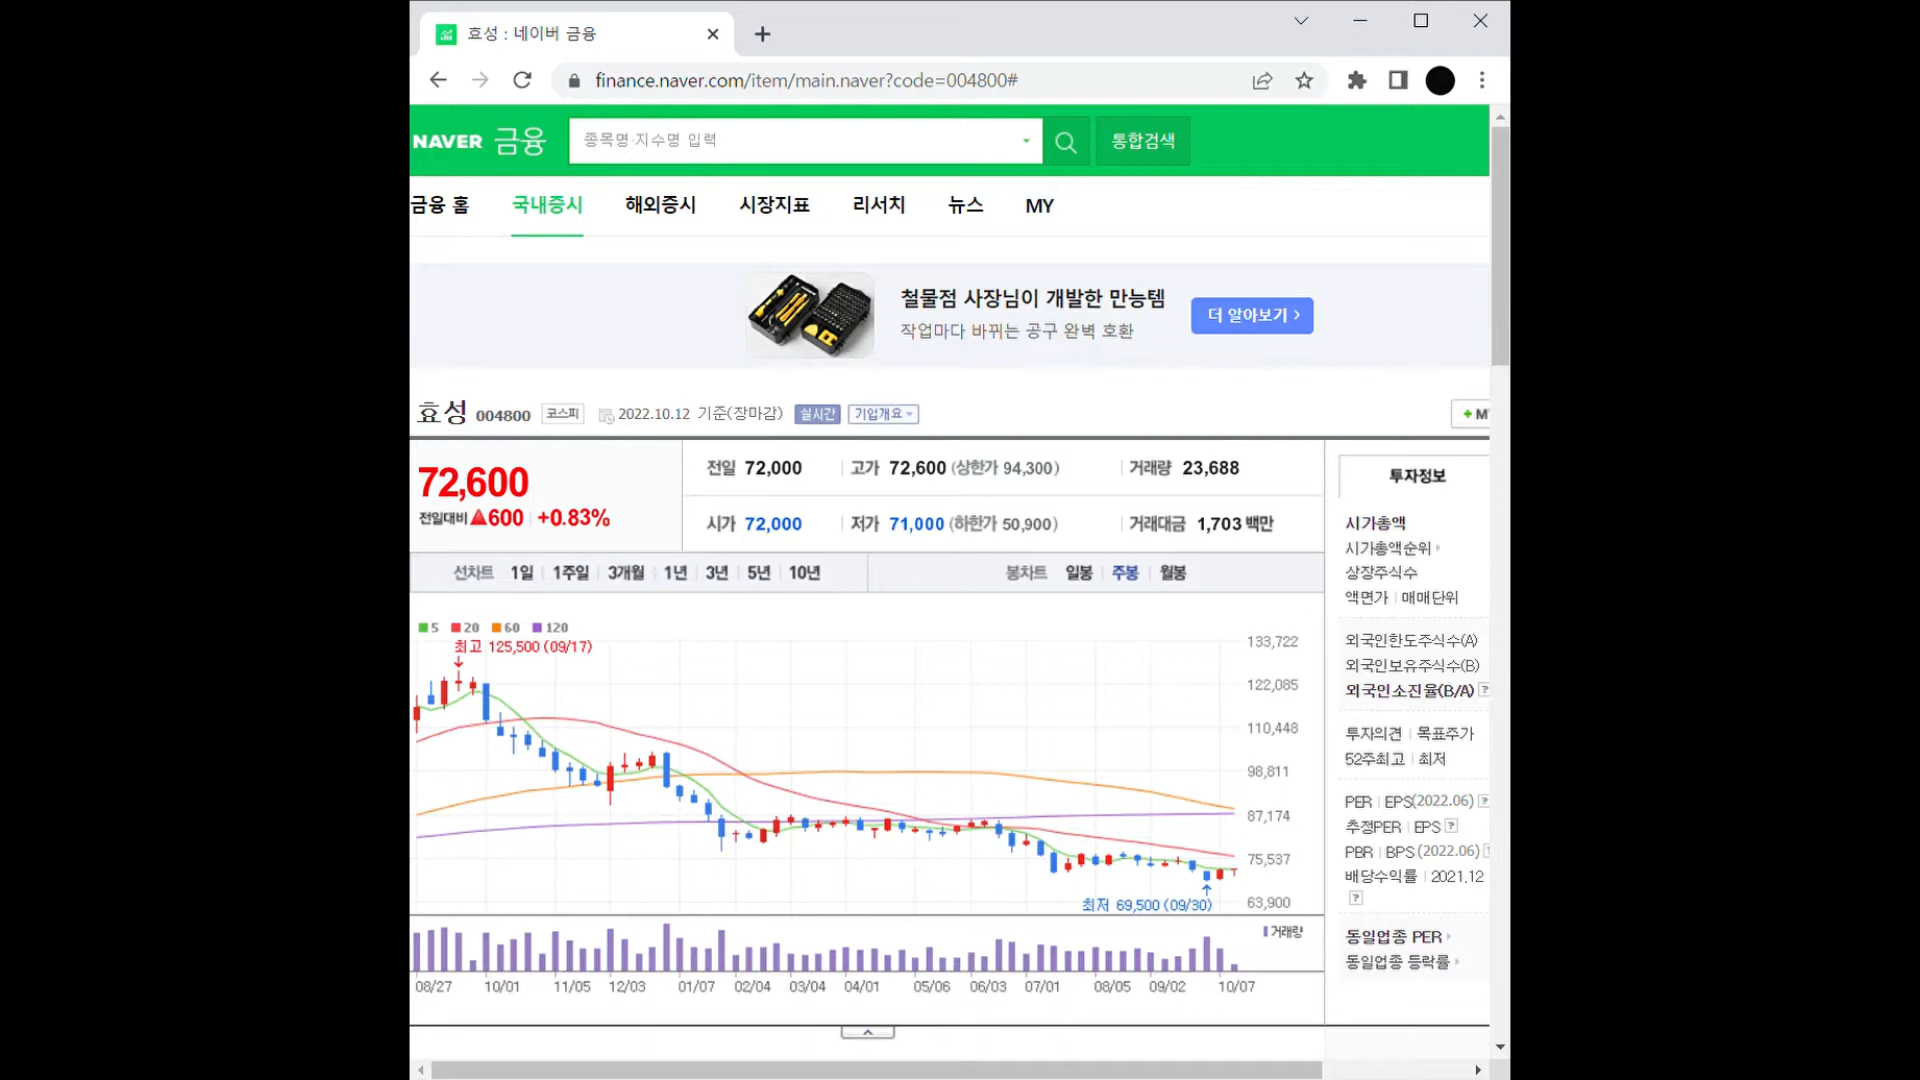 효성 : 네이버 금융
finance.naver.com/item/main.naver?code=004800#
NAVER 금융 종목명·지수명 입력 통합검색
금융 홈 국내증시 해외증시 시장지표 리서치 뉴스 MY
철물점 사장님이 개발한 만능템
작업마다 바뀌는 공구 완벽 호환
더 알아보기 >
효성 004800 코스피 2022.10.12 기준(장마감) 실시간 기업개요 + M
72,600
전일대비 ▲600 +0.83%
전일 72,000 고가 72,600 (상한가 94,300) 거래량 23,688
시가 72,000 저가 71,000 (하한가 50,900) 거래대금 1,703 백만
선차트 1일 1주일 3개월 1년 3년 5년 10년 봉차트 일봉 주봉 월봉
5 20 60 120
최고 125,500 (09/17)
133,722
122,085
110,448
98,811
87,174
75,537
63,900
최저 69,500 (09/30)
거래량
08/27 10/01 11/05 12/03 01/07 02/04 03/04 04/01 05/06 06/03 07/01 08/05 09/02 10/07
투자정보
시가총액
시가총액순위
상장주식수
액면가 | 매매단위
외국인한도주식수(A)
외국인보유주식수(B)
외국인소진율(B/A) ?
투자의견 | 목표주가
52주최고 | 최저
PER | EPS(2022.06) ?
추정PER | EPS ?
PBR | BPS(2022.06)
배당수익률 | 2021.12
?
동일업종 PER
동일업종 등락률